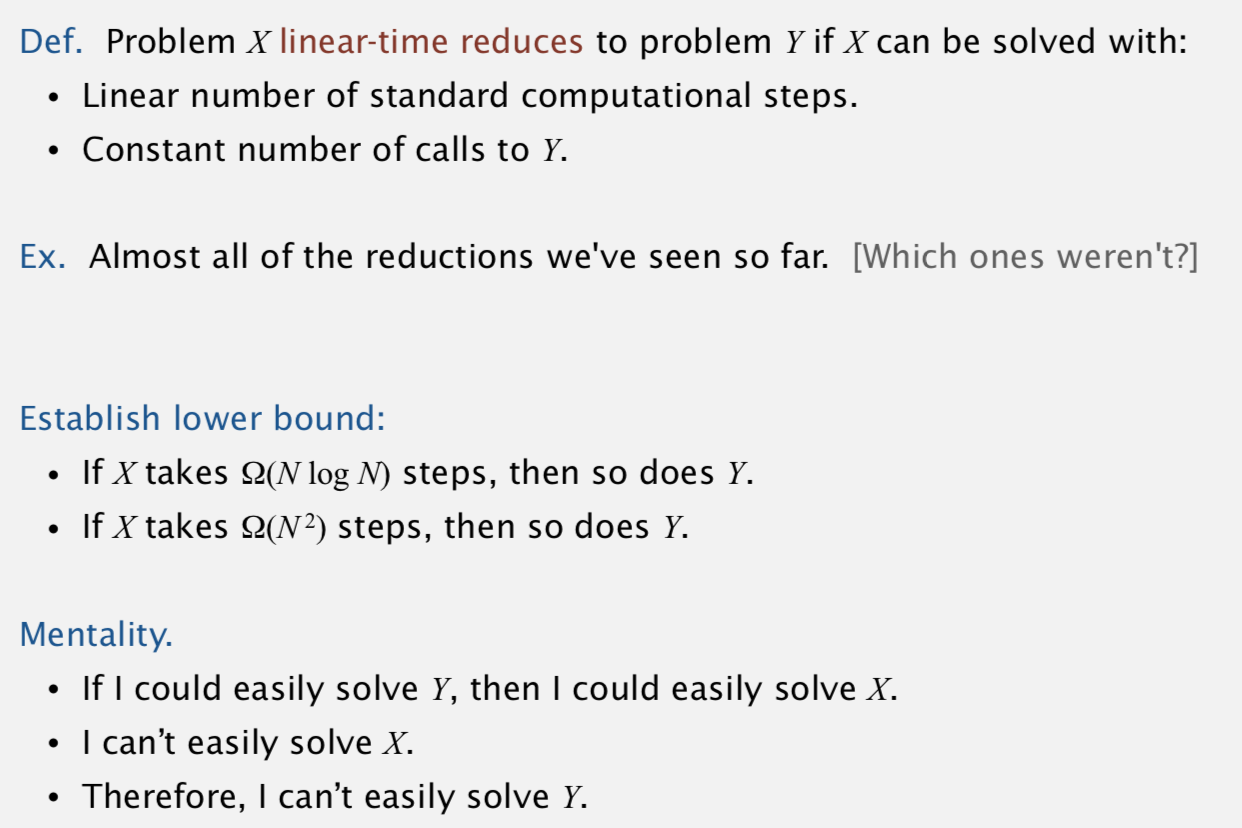 Def. Problem X linear-time reduces to problem Y if X can be solved with:
• Linear number of standard computational steps.
• Constant number of calls to Y.
Ex. Almost all of the reductions we've seen so far. [Which ones weren't?]
Establish lower bound:
• If X takes Ω(N log N) steps, then so does Y.
• If X takes Ω(N²) steps, then so does Y.
Mentality.
• If I could easily solve Y, then I could easily solve X.
• I can’t easily solve X.
• Therefore, I can’t easily solve Y.